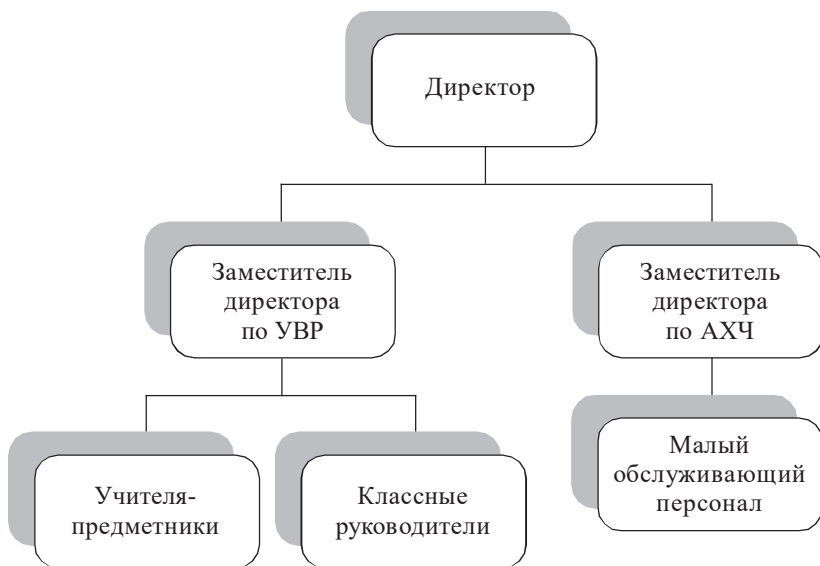 Директор
Заместитель
директора
по УВР
Заместитель
директора
по АХЧ
Учителя-
предметники
Классные
руководители
Малый
обслуживающий
персонал